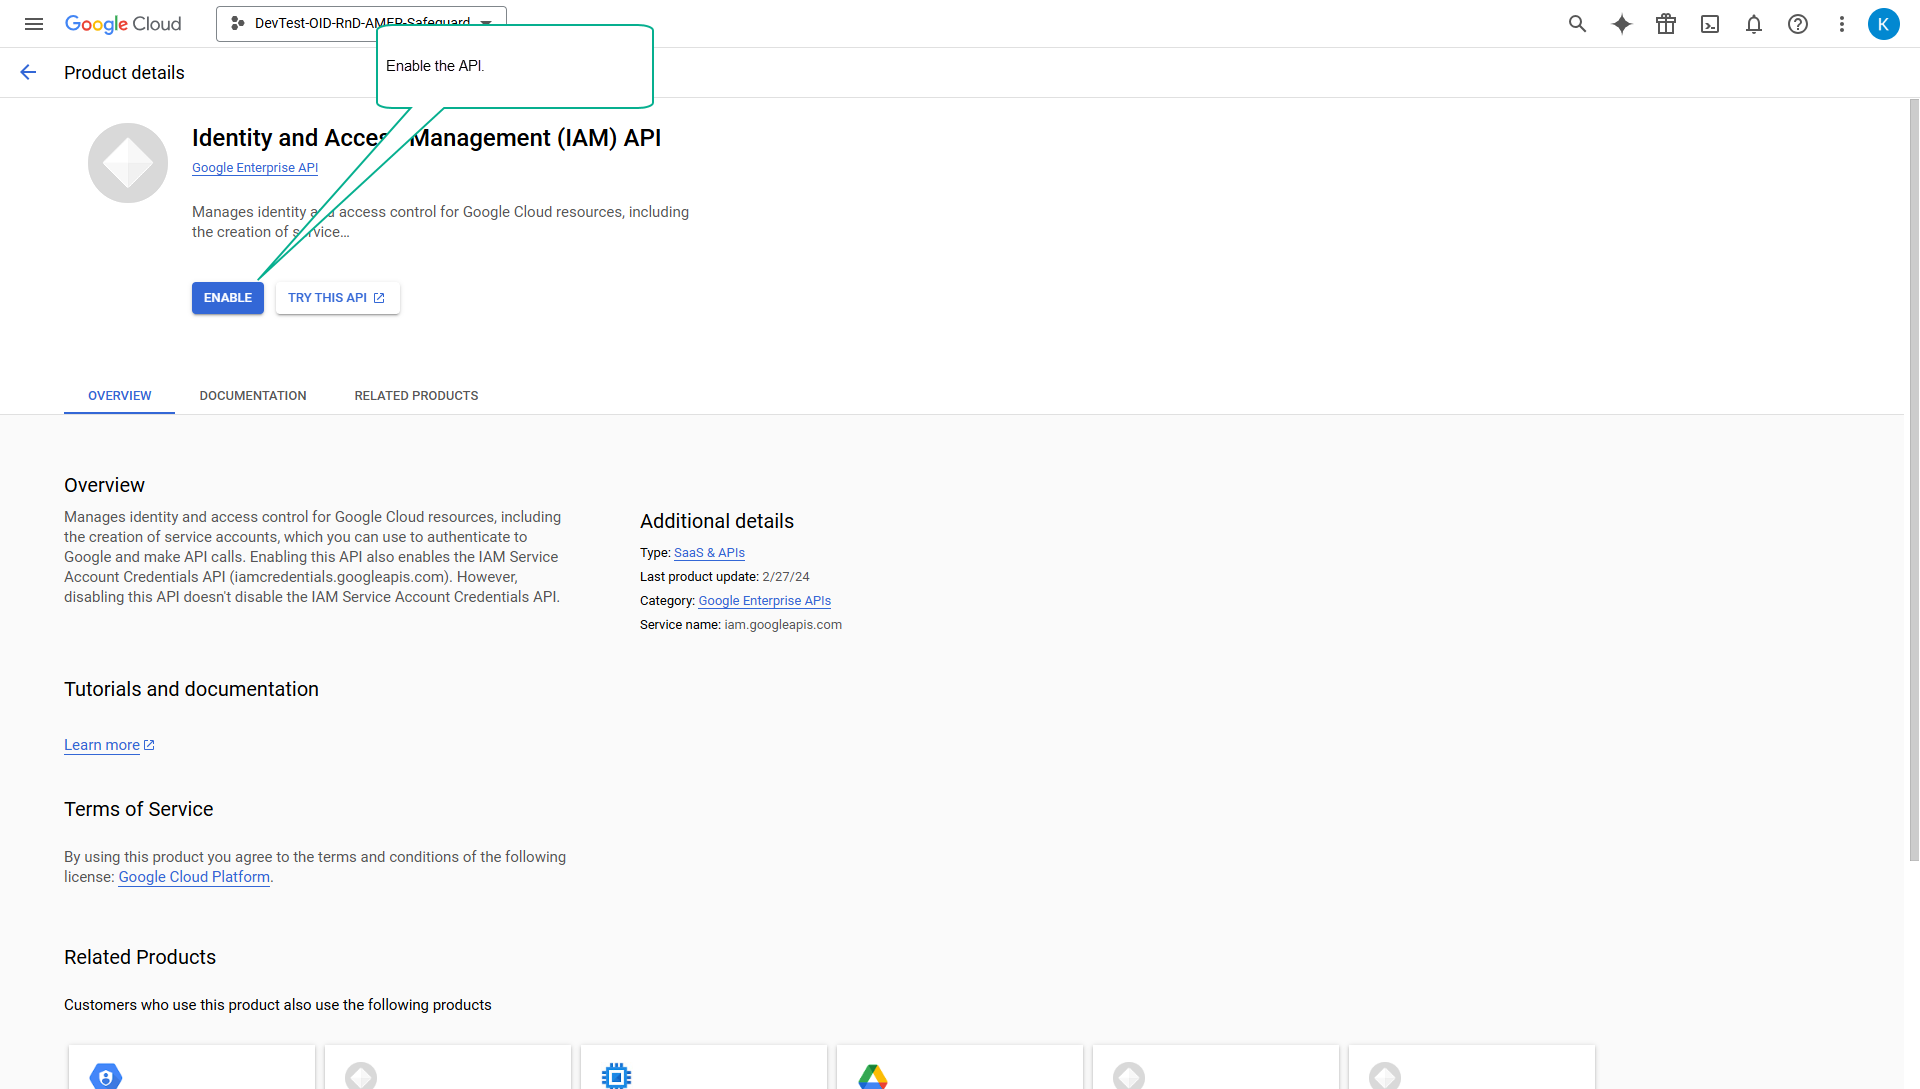 Google Cloud
DevTest-OID-RnD-AMER-Safeguard
K
Enable the API.
Product details
Identity and Access Management (IAM) API
Google Enterprise API
Manages identity and access control for Google Cloud resources, including
the creation of service…
ENABLE
TRY THIS API
OVERVIEW
DOCUMENTATION
RELATED PRODUCTS
Overview
Manages identity and access control for Google Cloud resources, including
the creation of service accounts, which you can use to authenticate to
Google and make API calls. Enabling this API also enables the IAM Service
Account Credentials API (iamcredentials.googleapis.com). However,
disabling this API doesn't disable the IAM Service Account Credentials API.
Additional details
Type: SaaS & APIs
Last product update: 2/27/24
Category: Google Enterprise APIs
Service name: iam.googleapis.com
Tutorials and documentation
Learn more
Terms of Service
By using this product you agree to the terms and conditions of the following
license: Google Cloud Platform.
Related Products
Customers who use this product also use the following products